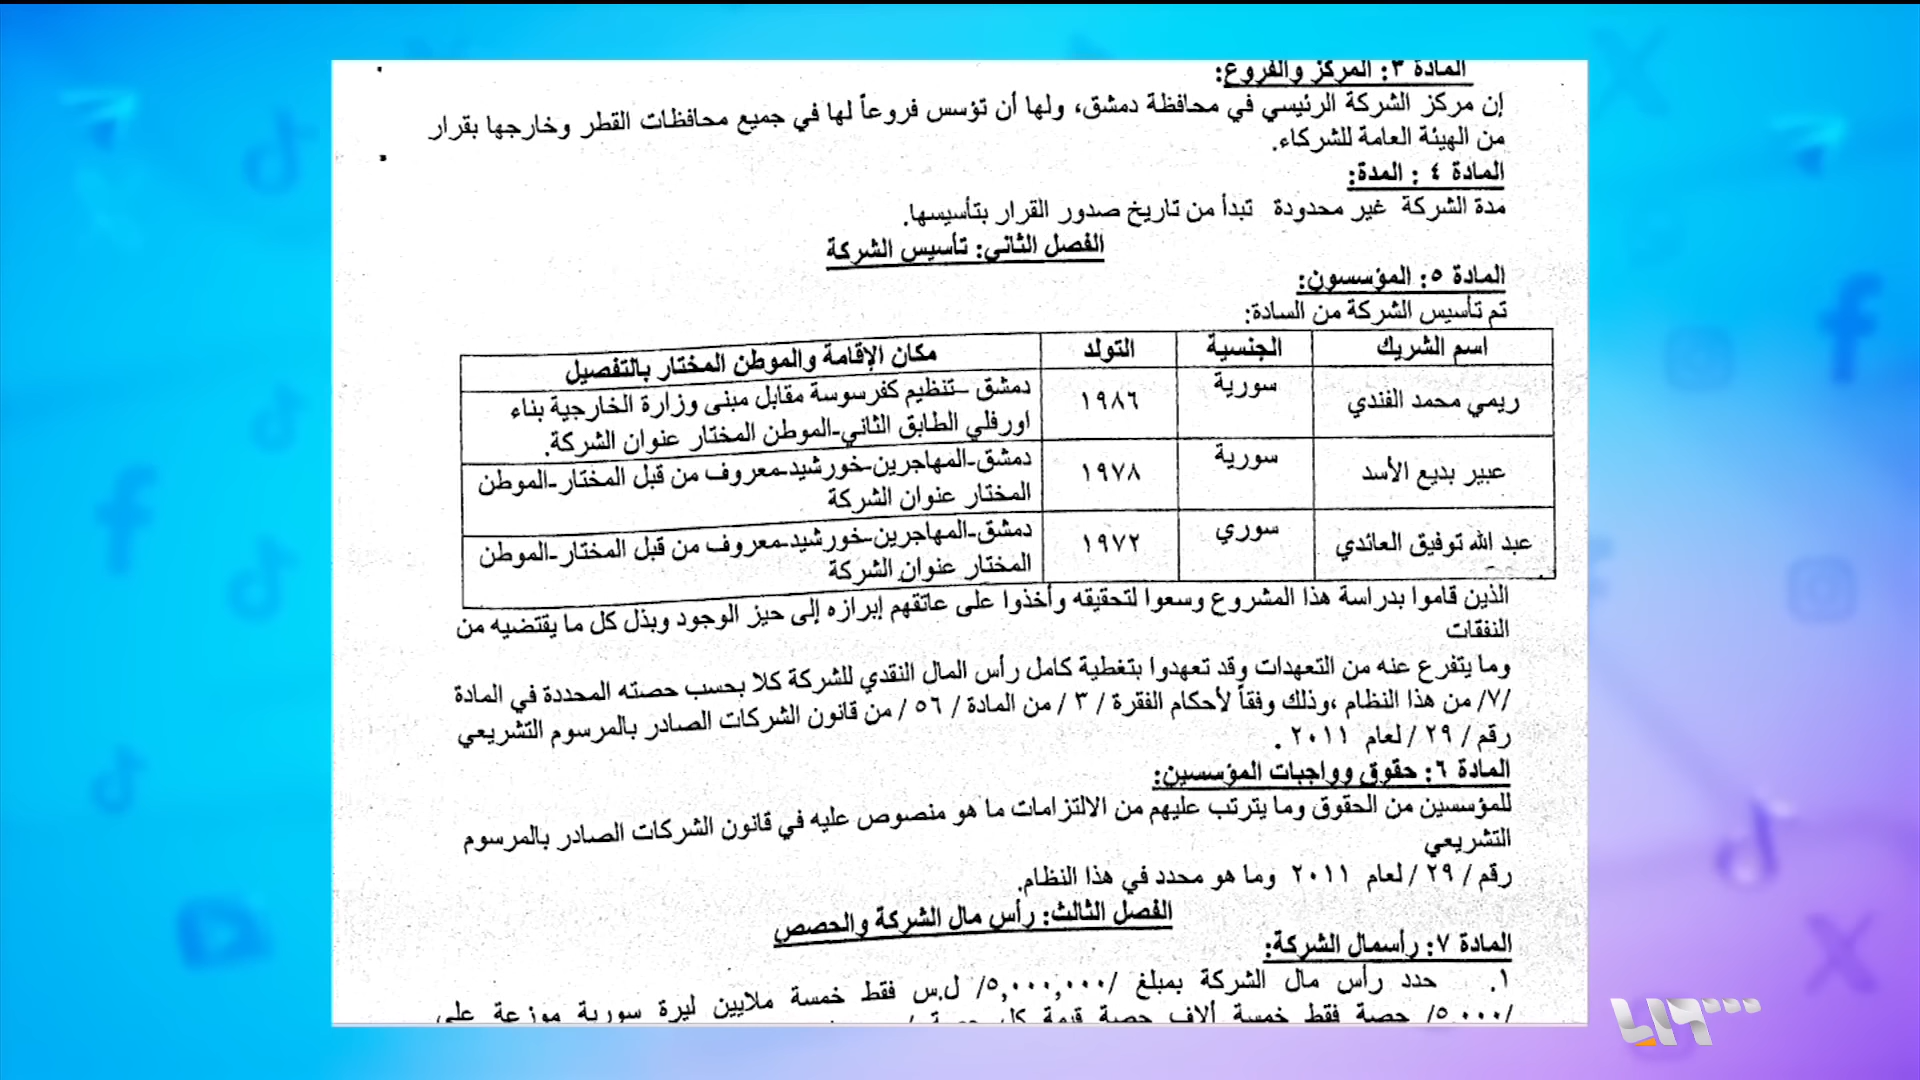 المادة ٣: المركز والفروع:
إن مركز الشركة الرئيسي في محافظة دمشق، ولها أن تؤسس فروعاً لها في جميع محافظات القطر وخارجها بقرار
من الهيئة العامة للشركاء.
المادة ٤ : المدة:
مدة الشركة غير محدودة تبدأ من تاريخ صدور القرار بتأسيسها.
الفصل الثاني: تأسيس الشركة
المادة ٥: المؤسسون:
تم تأسيس الشركة من السادة:
اسم الشريك الجنسية التولد مكان الإقامة والموطن المختار بالتفصيل
ريمي محمد الفندي سورية ١٩٨٦ دمشق –تنظيم كفرسوسة مقابل مبنى وزارة الخارجية بناء
اورفلي الطابق الثاني-الموطن المختار عنوان الشركة.
عبير بديع الأسد سورية ١٩٧٨ دمشق-المهاجرين-خورشيد-معروف من قبل المختار-الموطن
المختار عنوان الشركة
عبد الله توفيق العائدي سوري ١٩٧٢ دمشق-المهاجرين-خورشيد-معروف من قبل المختار-الموطن
المختار عنوان الشركة
الذين قاموا بدراسة هذا المشروع وسعوا لتحقيقه وأخذوا على عاتقهم إبرازه إلى حيز الوجود وبذل كل ما يقتضيه من
النفقات
وما يتفرع عنه من التعهدات وقد تعهدوا بتغطية كامل رأس المال النقدي للشركة كلا بحسب حصته المحددة في المادة
/٧/ من هذا النظام ،وذلك وفقاً لأحكام الفقرة / ٣ / من المادة / ٥٦ / من قانون الشركات الصادر بالمرسوم التشريعي
رقم / ٢٩ / لعام ٢٠١١ .
المادة ٦: حقوق وواجبات المؤسسين:
للمؤسسين من الحقوق وما يترتب عليهم من الالتزامات ما هو منصوص عليه في قانون الشركات الصادر بالمرسوم
التشريعي
رقم / ٢٩ / لعام ٢٠١١ وما هو محدد في هذا النظام.
الفصل الثالث: رأس مال الشركة والحصص
المادة ٧: رأسمال الشركة:
١. حدد رأس مال الشركة بمبلغ /٥,٠٠٠,٠٠٠/ ل.س فقط خمسة ملايين ليرة سورية موزعة على
/٥,٠٠٠/ حصة فقط خمسة آلاف حصة قيمة كل حصة